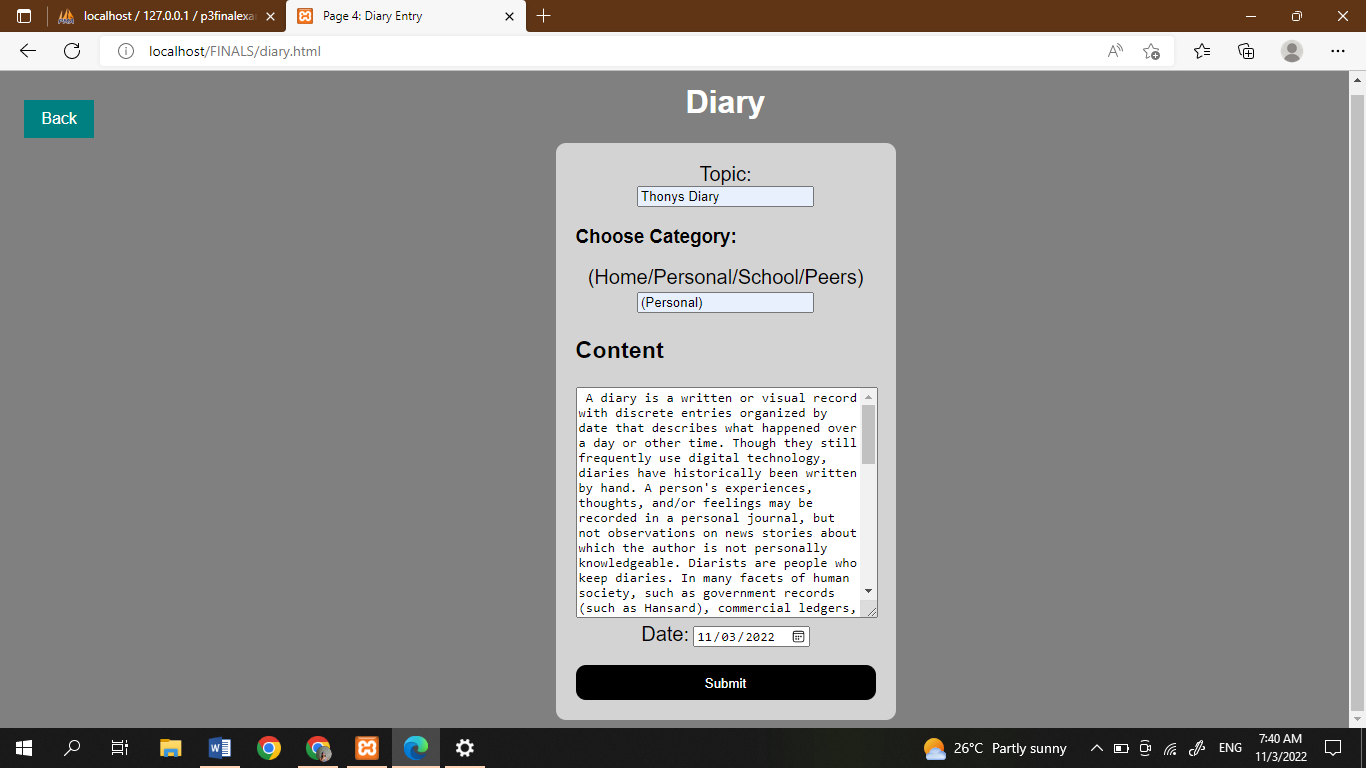 localhost / 127.0.0.1 / p3finalexa
Page 4: Diary Entry
localhost/FINALS/diary.html
Back
Diary
Topic:
Thonys Diary
Choose Category:
(Home/Personal/School/Peers)
(Personal)
Content
A diary is a written or visual record
with discrete entries organized by
date that describes what happened over
a day or other time. Though they still
frequently use digital technology,
diaries have historically been written
by hand. A person's experiences,
thoughts, and/or feelings may be
recorded in a personal journal, but
not observations on news stories about
which the author is not personally
knowledgeable. Diarists are people who
keep diaries. In many facets of human
society, such as government records
(such as Hansard), commercial ledgers,
Date: 11/03/2022
Submit
26°C Partly sunny
ENG
7:40 AM
11/3/2022